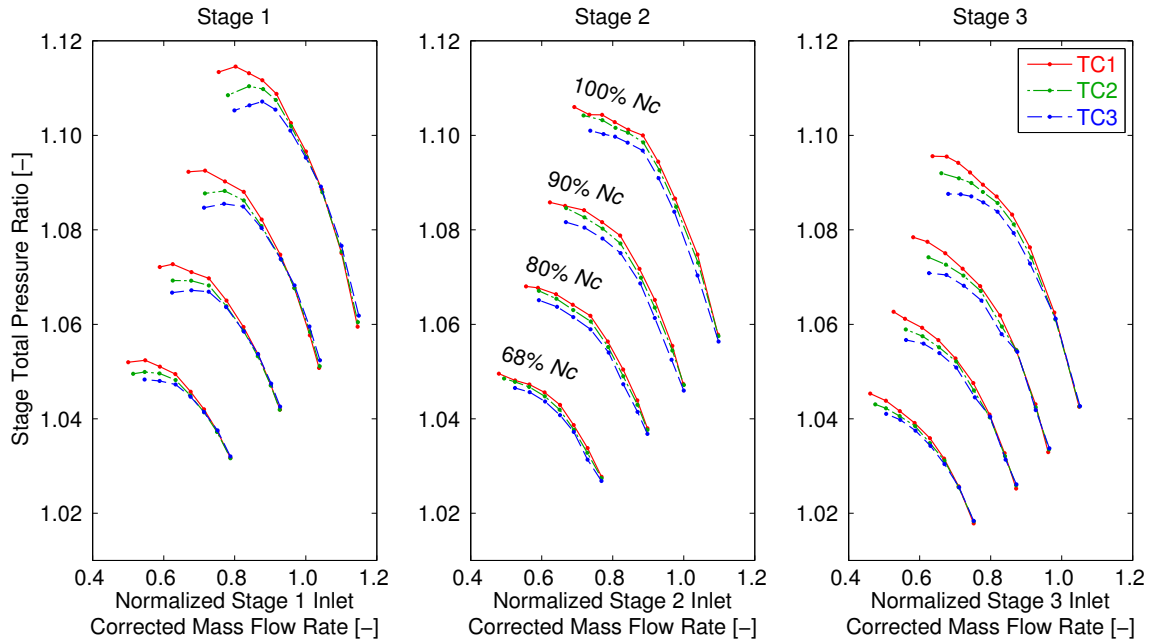 Stage 1
Stage 2
Stage 3
Stage Total Pressure Ratio [−]
1.12
1.10
1.08
1.06
1.04
1.02
0.4 0.6 0.8 1.0 1.2
Normalized Stage 1 Inlet
Corrected Mass Flow Rate [−]
1.12
1.10
1.08
1.06
1.04
1.02
100% Nc
90% Nc
80% Nc
68% Nc
0.4 0.6 0.8 1.0 1.2
Normalized Stage 2 Inlet
Corrected Mass Flow Rate [−]
1.12
1.10
1.08
1.06
1.04
1.02
TC1
TC2
TC3
0.4 0.6 0.8 1.0 1.2
Normalized Stage 3 Inlet
Corrected Mass Flow Rate [−]